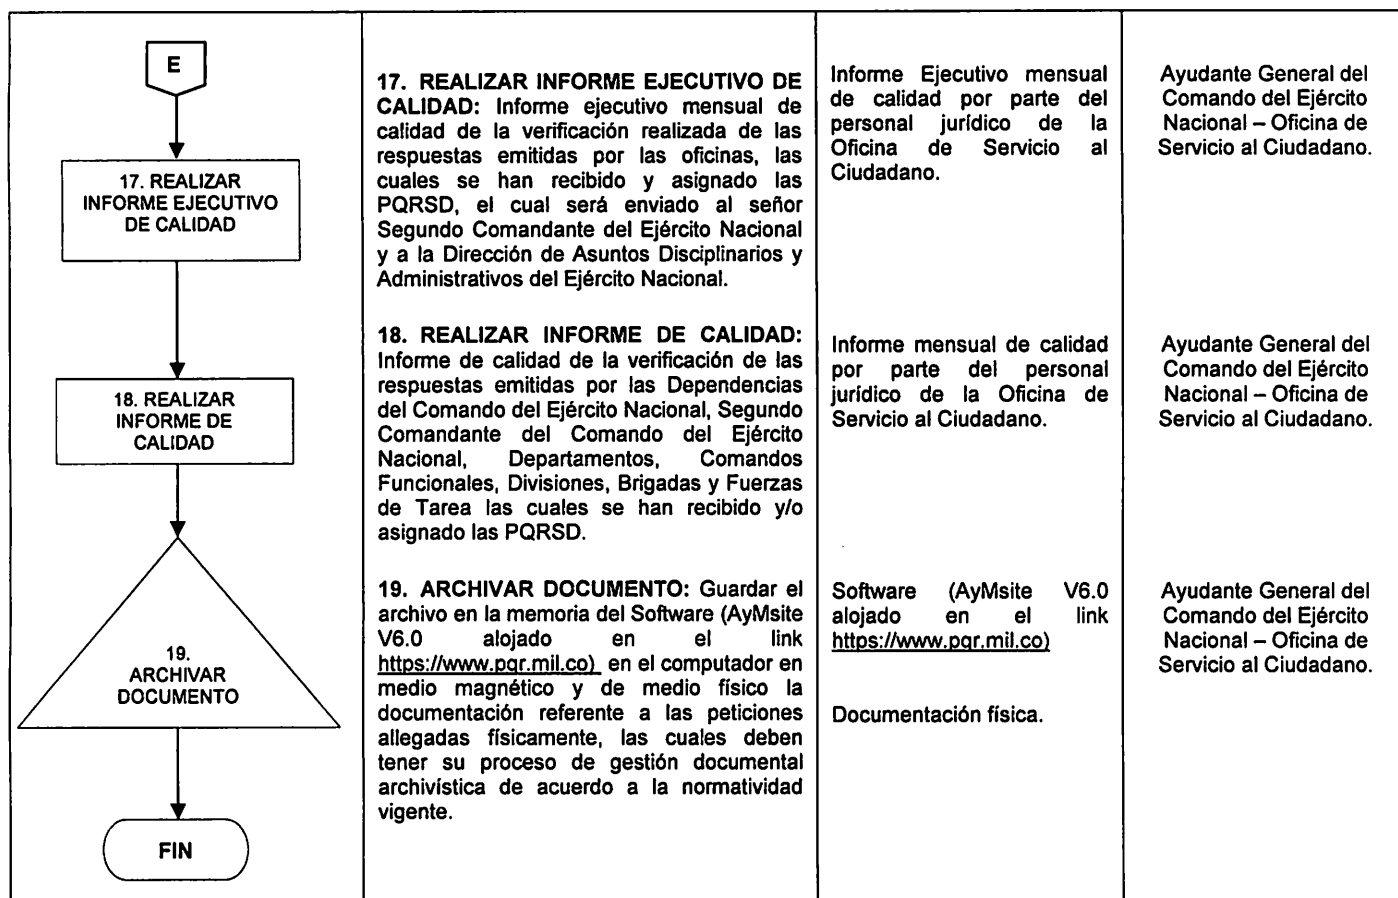 E
17. REALIZAR
INFORME EJECUTIVO
DE CALIDAD
18. REALIZAR
INFORME DE
CALIDAD
19.
ARCHIVAR
DOCUMENTO
FIN
17. REALIZAR INFORME EJECUTIVO DE
CALIDAD: Informe ejecutivo mensual de
calidad de la verificación realizada de las
respuestas emitidas por las oficinas, las
cuales se han recibido y asignado las
PQRSD, el cual será enviado al señor
Segundo Comandante del Ejército Nacional
y a la Dirección de Asuntos Disciplinarios y
Administrativos del Ejército Nacional.
18. REALIZAR INFORME DE CALIDAD:
Informe de calidad de la verificación de las
respuestas emitidas por las Dependencias
del Comando del Ejército Nacional, Segundo
Comandante del Comando del Ejército
Nacional, Departamentos, Comandos
Funcionales, Divisiones, Brigadas y Fuerzas
de Tarea las cuales se han recibido y/o
asignado las PQRSD.
19. ARCHIVAR DOCUMENTO: Guardar el
archivo en la memoria del Software (AyMsite
V6.0 alojado en el link
https://www.pqr.mil.co) en el computador en
medio magnético y de medio físico la
documentación referente a las peticiones
allegadas físicamente, las cuales deben
tener su proceso de gestión documental
archivística de acuerdo a la normatividad
vigente.
Informe Ejecutivo mensual
de calidad por parte del
personal jurídico de la
Oficina de Servicio al
Ciudadano.
Informe mensual de calidad
por parte del personal
jurídico de la Oficina de
Servicio al Ciudadano.
Software (AyMsite V6.0
alojado en el link
https://www.pqr.mil.co)
Documentación física.
Ayudante General del
Comando del Ejército
Nacional – Oficina de
Servicio al Ciudadano.
Ayudante General del
Comando del Ejército
Nacional – Oficina de
Servicio al Ciudadano.
Ayudante General del
Comando del Ejército
Nacional – Oficina de
Servicio al Ciudadano.